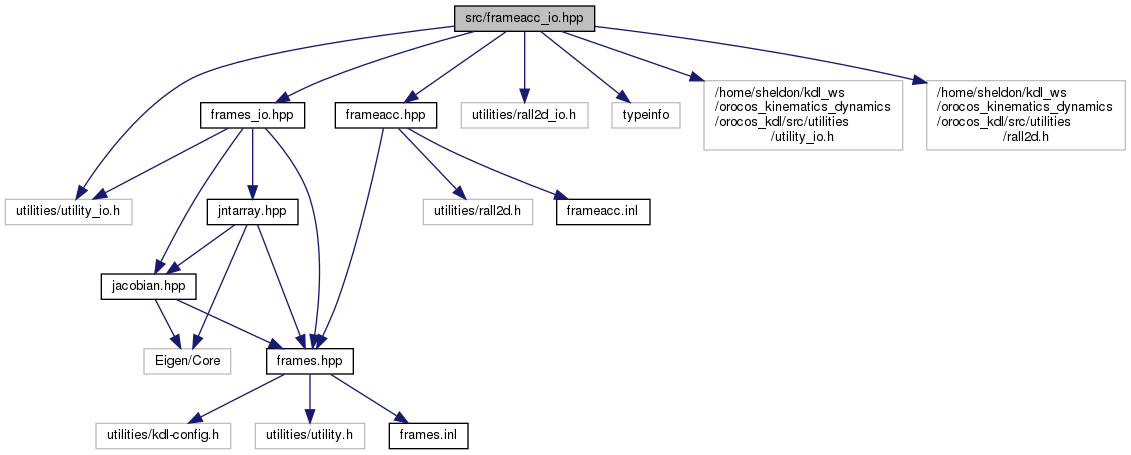 src/frameacc_io.hpp
frames_io.hpp
frameacc.hpp
utilities/rall2d_io.h
typeinfo
/home/sheldon/kdl_ws
/orocos_kinematics_dynamics
/orocos_kdl/src/utilities
/utility_io.h
/home/sheldon/kdl_ws
/orocos_kinematics_dynamics
/orocos_kdl/src/utilities
/rall2d.h
utilities/utility_io.h
jntarray.hpp
utilities/rall2d.h
frameacc.inl
jacobian.hpp
Eigen/Core
frames.hpp
utilities/kdl-config.h
utilities/utility.h
frames.inl